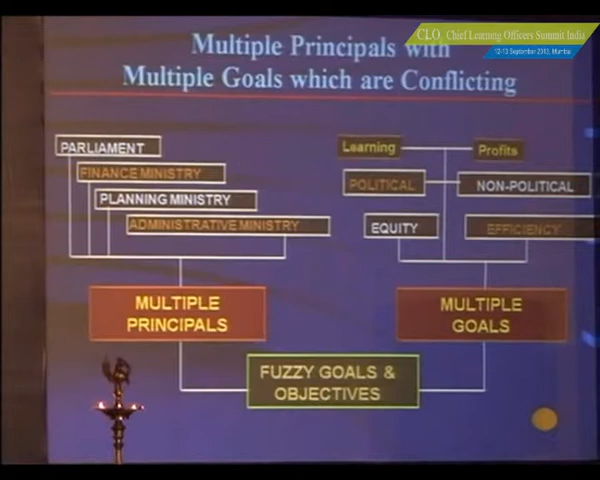 CLO, Chief Learning Officers Summit India
12-13 September 2013, Mumbai
Multiple Principals with
Multiple Goals which are Conflicting
PARLIAMENT
FINANCE MINISTRY
PLANNING MINISTRY
ADMINISTRATIVE MINISTRY
Learning
Profits
POLITICAL
NON-POLITICAL
EQUITY
EFFICIENCY
MULTIPLE
PRINCIPALS
MULTIPLE
GOALS
FUZZY GOALS &
OBJECTIVES